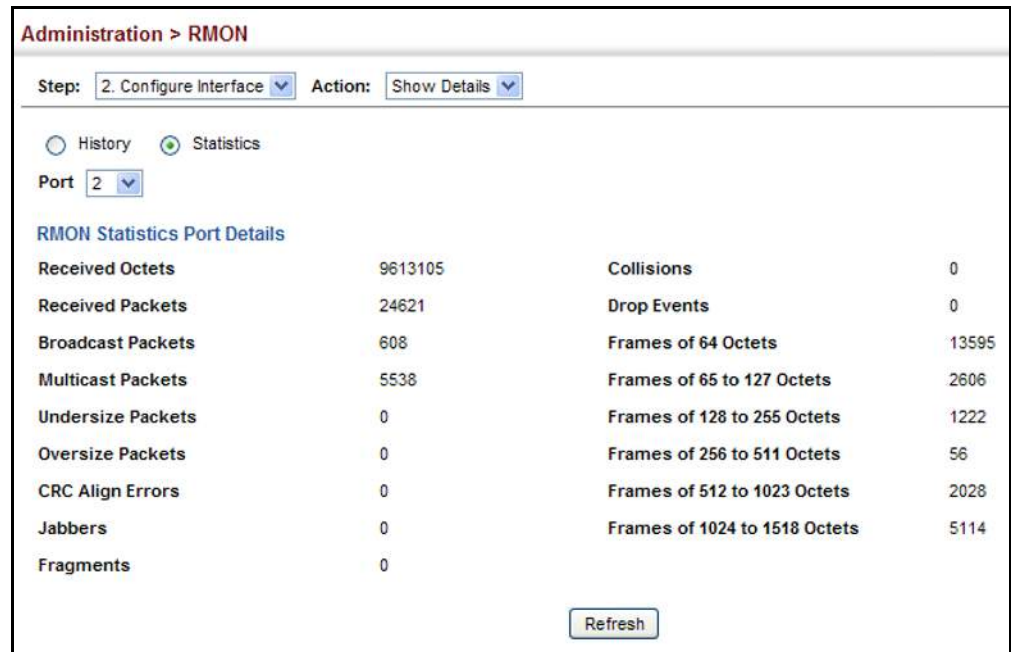 Administration > RMON
Step: 2. Configure Interface Action: Show Details
History Statistics
Port 2
RMON Statistics Port Details
Received Octets 9613105 Collisions 0
Received Packets 24621 Drop Events 0
Broadcast Packets 608 Frames of 64 Octets 13595
Multicast Packets 5538 Frames of 65 to 127 Octets 2606
Undersize Packets 0 Frames of 128 to 255 Octets 1222
Oversize Packets 0 Frames of 256 to 511 Octets 56
CRC Align Errors 0 Frames of 512 to 1023 Octets 2028
Jabbers 0 Frames of 1024 to 1518 Octets 5114
Fragments 0
Refresh